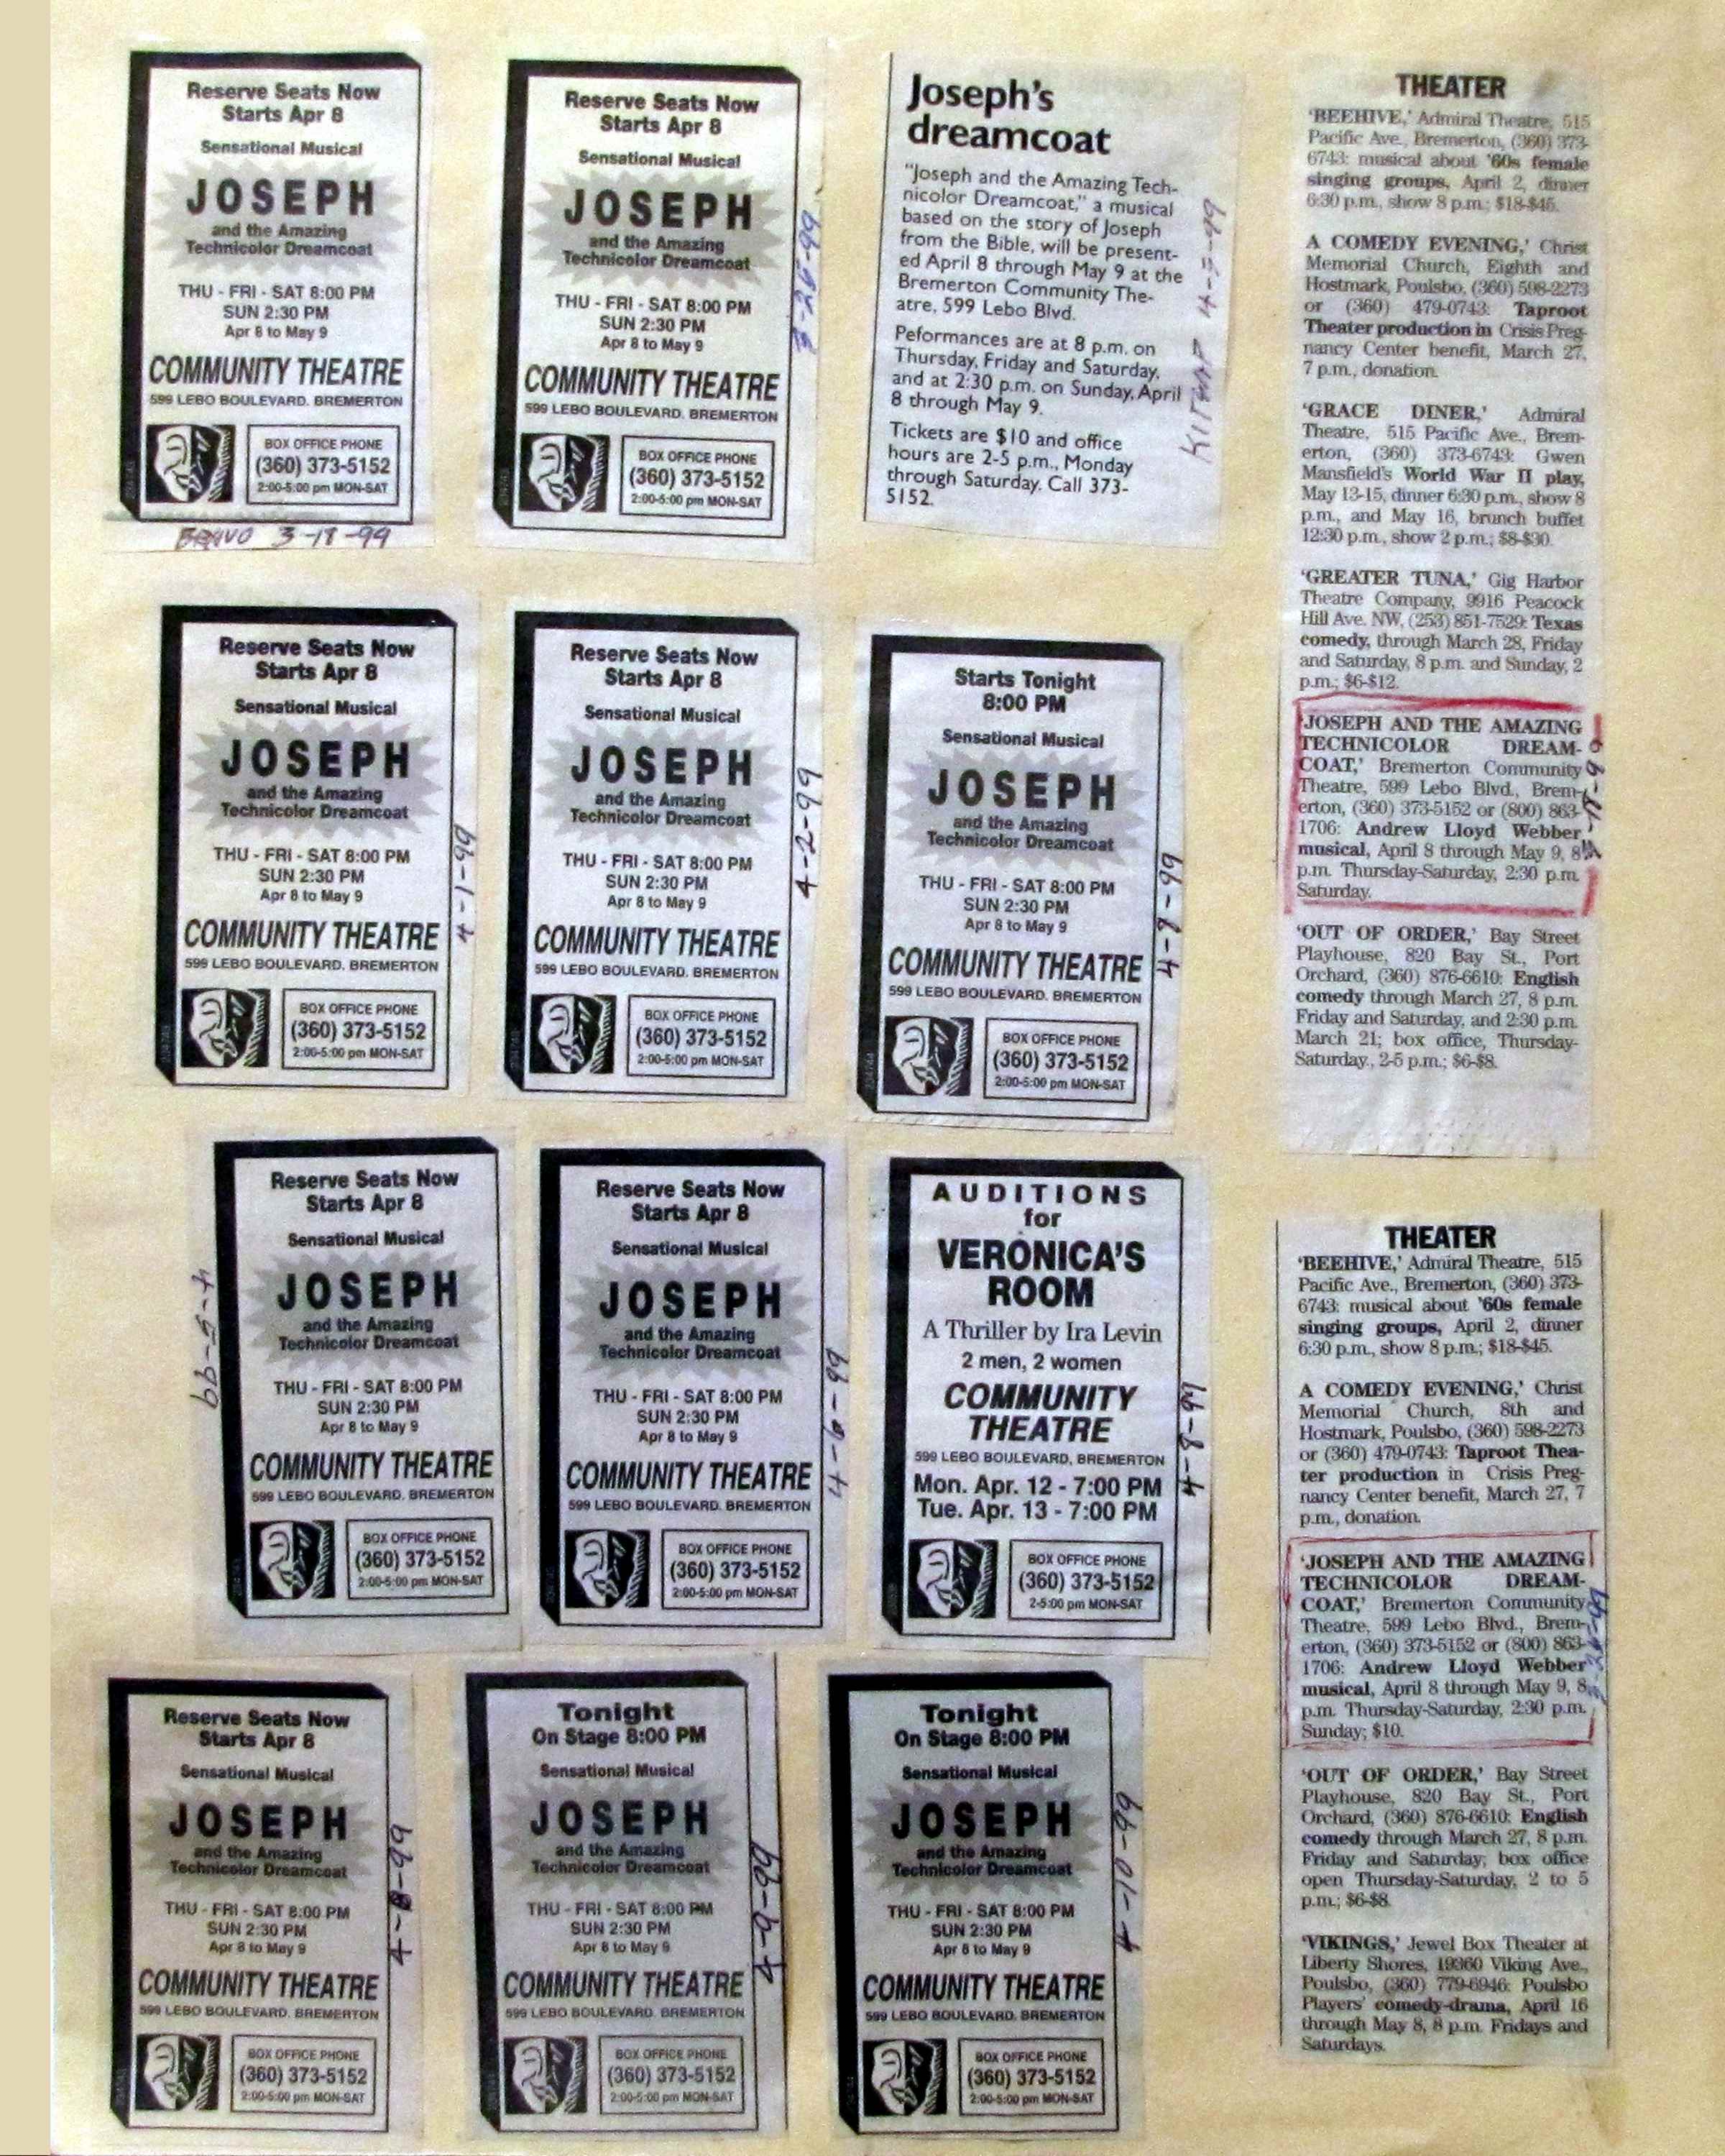 Reserve Seats Now
Starts Apr 8
Sensational Musical
JOSEPH
and the Amazing
Technicolor Dreamcoat
THU - FRI - SAT 8:00 PM
SUN 2:30 PM
Apr 8 to May 9
COMMUNITY THEATRE
599 LEBO BOULEVARD. BREMERTON
BOX OFFICE PHONE
(360) 373-5152
2:00-5:00 pm MON-SAT
BRAVO 3-18-99
Reserve Seats Now
Starts Apr 8
Sensational Musical
JOSEPH
and the Amazing
Technicolor Dreamcoat
THU - FRI - SAT 8:00 PM
SUN 2:30 PM
Apr 8 to May 9
COMMUNITY THEATRE
599 LEBO BOULEVARD. BREMERTON
BOX OFFICE PHONE
(360) 373-5152
2:00-5:00 pm MON-SAT
Joseph's
dreamcoat
"Joseph and the Amazing Tech-
nicolor Dreamcoat," a musical
based on the story of Joseph
from the Bible, will be present-
ed April 8 through May 9 at the
Bremerton Community The-
atre, 599 Lebo Blvd.
Peformances are at 8 p.m. on
Thursday, Friday and Saturday,
and at 2:30 p.m. on Sunday, April
8 through May 9.
Tickets are $10 and office
hours are 2-5 p.m., Monday
through Saturday. Call 373-
5152.
KITSAP
THEATER
'BEEHIVE,' Admiral Theatre, 515
Pacific Ave., Bremerton, (360) 373-
6743: musical about '60s female
singing groups, April 2, dinner
6:30 p.m., show 8 p.m.; $18-$45.
A COMEDY EVENING,' Christ
Memorial Church, Eighth and
Hostmark, Poulsbo, (360) 598-2273
or (360) 479-0743: Taproot
Theater production in Crisis Preg-
nancy Center benefit, March 27,
7 p.m., donation.
'GRACE DINER,' Admiral
Theatre, 515 Pacific Ave., Brem-
erton, (360) 373-6743: Gwen
Mansfield's World War II play,
May 13-15, dinner 6:30 p.m., show 8
p.m., and May 16, brunch buffet
12:30 p.m., show 2 p.m.; $8-$30.
'GREATER TUNA,' Gig Harbor
Theatre Company, 9916 Peacock
Hill Ave. NW, (253) 851-7529: Texas
comedy, through March 28, Friday
and Saturday, 8 p.m. and Sunday, 2
p.m.; $6-$12.
'JOSEPH AND THE AMAZING
TECHNICOLOR DREAM-
COAT,' Bremerton Community
Theatre, 599 Lebo Blvd., Brem-
erton, (360) 373-5152 or (800) 863-
1706: Andrew Lloyd Webber
musical, April 8 through May 9, 8
p.m. Thursday-Saturday, 2:30 p.m.
Saturday.
'OUT OF ORDER,' Bay Street
Playhouse, 820 Bay St., Port
Orchard, (360) 876-6610: English
comedy through March 27, 8 p.m.
Friday and Saturday, and 2:30 p.m.
March 21; box office, Thursday-
Saturday., 2-5 p.m.; $6-$8.
Reserve Seats Now
Starts Apr 8
Sensational Musical
JOSEPH
and the Amazing
Technicolor Dreamcoat
THU - FRI - SAT 8:00 PM
SUN 2:30 PM
Apr 8 to May 9
COMMUNITY THEATRE
599 LEBO BOULEVARD. BREMERTON
BOX OFFICE PHONE
(360) 373-5152
2:00-5:00 pm MON-SAT
4-1-99
Reserve Seats Now
Starts Apr 8
Sensational Musical
JOSEPH
and the Amazing
Technicolor Dreamcoat
THU - FRI - SAT 8:00 PM
SUN 2:30 PM
Apr 8 to May 9
COMMUNITY THEATRE
599 LEBO BOULEVARD. BREMERTON
BOX OFFICE PHONE
(360) 373-5152
2:00-5:00 pm MON-SAT
4-2-99
Starts Tonight
8:00 PM
Sensational Musical
JOSEPH
and the Amazing
Technicolor Dreamcoat
THU - FRI - SAT 8:00 PM
SUN 2:30 PM
Apr 8 to May 9
COMMUNITY THEATRE
599 LEBO BOULEVARD. BREMERTON
BOX OFFICE PHONE
(360) 373-5152
2:00-5:00 pm MON-SAT
4-8-99
Reserve Seats Now
Starts Apr 8
Sensational Musical
JOSEPH
and the Amazing
Technicolor Dreamcoat
THU - FRI - SAT 8:00 PM
SUN 2:30 PM
Apr 8 to May 9
COMMUNITY THEATRE
599 LEBO BOULEVARD. BREMERTON
BOX OFFICE PHONE
(360) 373-5152
2:00-5:00 pm MON-SAT
4-5-99
Reserve Seats Now
Starts Apr 8
Sensational Musical
JOSEPH
and the Amazing
Technicolor Dreamcoat
THU - FRI - SAT 8:00 PM
SUN 2:30 PM
Apr 8 to May 9
COMMUNITY THEATRE
599 LEBO BOULEVARD. BREMERTON
BOX OFFICE PHONE
(360) 373-5152
2:00-5:00 pm MON-SAT
4-6-99
AUDITIONS
for
VERONICA'S
ROOM
A Thriller by Ira Levin
2 men, 2 women
COMMUNITY
THEATRE
599 LEBO BOULEVARD, BREMERTON
Mon. Apr. 12 - 7:00 PM
Tue. Apr. 13 - 7:00 PM
BOX OFFICE PHONE
(360) 373-5152
2-5:00 pm MON-SAT
4-8-99
THEATER
'BEEHIVE,' Admiral Theatre, 515
Pacific Ave., Bremerton, (360) 373-
6743: musical about '60s female
singing groups, April 2, dinner
6:30 p.m., show 8 p.m.; $18-$45.
A COMEDY EVENING,' Christ
Memorial Church, 8th and
Hostmark, Poulsbo, (360) 598-2273
or (360) 479-0743: Taproot Thea-
ter production in Crisis Preg-
nancy Center benefit, March 27, 7
p.m., donation.
'JOSEPH AND THE AMAZING
TECHNICOLOR DREAM-
COAT,' Bremerton Community
Theatre, 599 Lebo Blvd., Brem-
erton, (360) 373-5152 or (800) 863-
1706: Andrew Lloyd Webber
musical, April 8 through May 9, 8
p.m. Thursday-Saturday, 2:30 p.m.
Sunday; $10.
'OUT OF ORDER,' Bay Street
Playhouse, 820 Bay St., Port
Orchard, (360) 876-6610: English
comedy through March 27, 8 p.m.
Friday and Saturday; box office
open Thursday-Saturday, 2 to 5
p.m.; $6-$8.
'VIKINGS,' Jewel Box Theater at
Liberty Shores, 19360 Viking Ave.,
Poulsbo, (360) 779-6946: Poulsbo
Players' comedy-drama, April 16
through May 8, 8 p.m. Fridays and
Saturdays.
Reserve Seats Now
Starts Apr 8
Sensational Musical
JOSEPH
and the Amazing
Technicolor Dreamcoat
THU - FRI - SAT 8:00 PM
SUN 2:30 PM
Apr 8 to May 9
COMMUNITY THEATRE
599 LEBO BOULEVARD. BREMERTON
BOX OFFICE PHONE
(360) 373-5152
2:00-5:00 pm MON-SAT
4-8-99
Tonight
On Stage 8:00 PM
Sensational Musical
JOSEPH
and the Amazing
Technicolor Dreamcoat
THU - FRI - SAT 8:00 PM
SUN 2:30 PM
Apr 8 to May 9
COMMUNITY THEATRE
599 LEBO BOULEVARD. BREMERTON
BOX OFFICE PHONE
(360) 373-5152
2:00-5:00 pm MON-SAT
4-9-99
Tonight
On Stage 8:00 PM
Sensational Musical
JOSEPH
and the Amazing
Technicolor Dreamcoat
THU - FRI - SAT 8:00 PM
SUN 2:30 PM
Apr 8 to May 9
COMMUNITY THEATRE
599 LEBO BOULEVARD. BREMERTON
BOX OFFICE PHONE
(360) 373-5152
2:00-5:00 pm MON-SAT
4-10-99